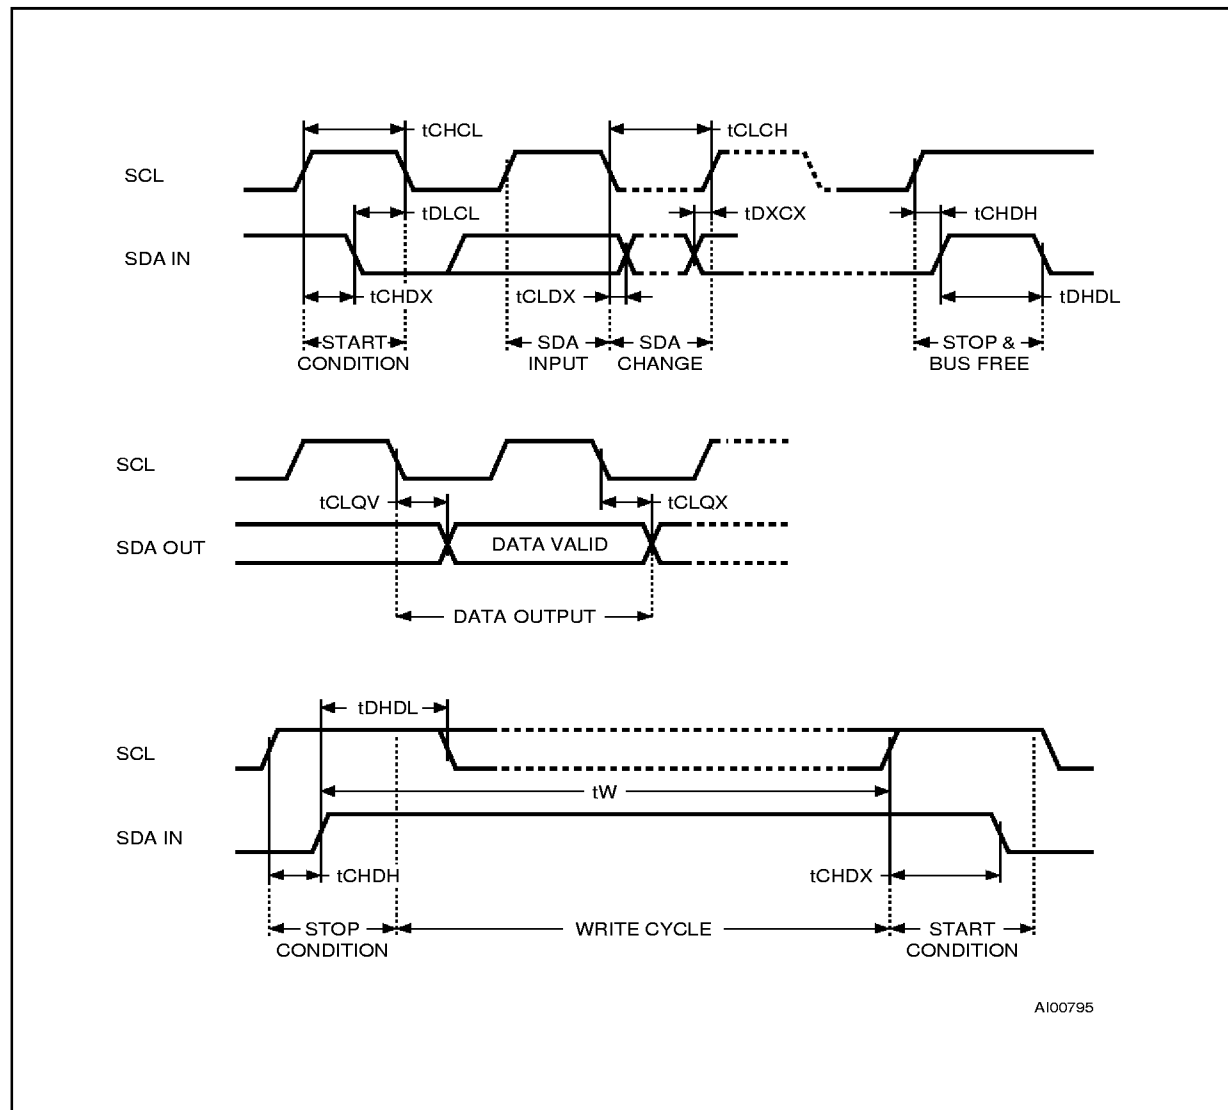 tCHCL
tCLCH
SCL
tDLCL
tDXCX
tCHDH
SDA IN
tCHDX
tCLDX
tDHDL
START
CONDITION
SDA
INPUT
SDA
CHANGE
STOP &
BUS FREE
SCL
tCLQV
tCLQX
SDA OUT
DATA VALID
DATA OUTPUT
tDHDL
SCL
tW
SDA IN
tCHDH
tCHDX
STOP
CONDITION
WRITE CYCLE
START
CONDITION
AI00795